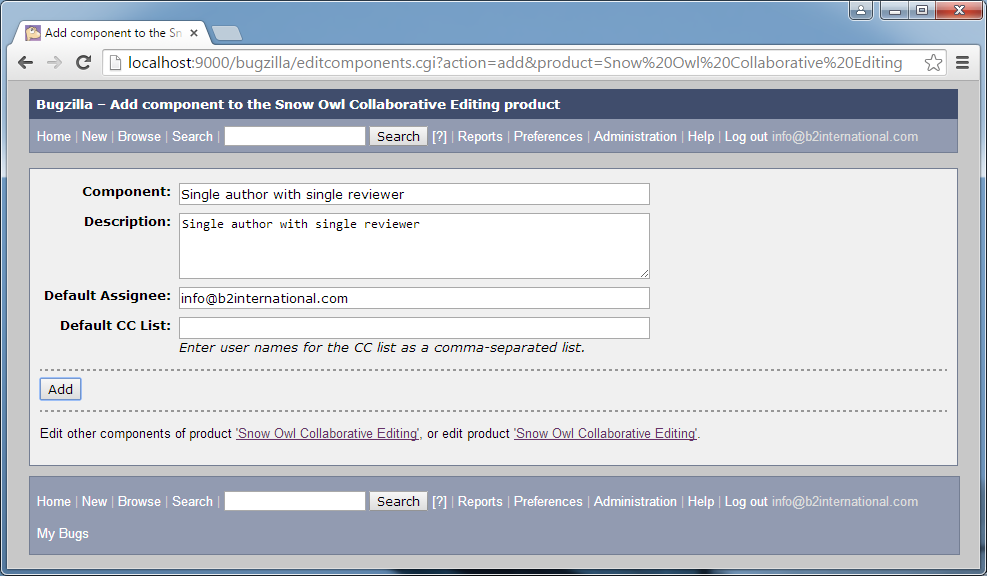 Add component to the Sn
localhost:9000/bugzilla/editcomponents.cgi?action=add&product=Snow%20Owl%20Collaborative%20Editing
Bugzilla – Add component to the Snow Owl Collaborative Editing product
Home | New | Browse | Search | Search [?] | Reports | Preferences | Administration | Help | Log out info@b2international.com
Component: Single author with single reviewer
Description: Single author with single reviewer
Default Assignee: info@b2international.com
Default CC List:
Enter user names for the CC list as a comma-separated list.
Add
Edit other components of product 'Snow Owl Collaborative Editing', or edit product 'Snow Owl Collaborative Editing'.
Home | New | Browse | Search | Search [?] | Reports | Preferences | Administration | Help | Log out info@b2international.com
My Bugs